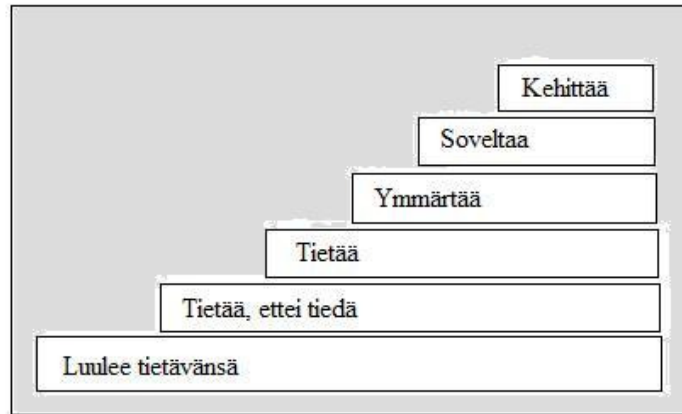 Kehittää
Soveltaa
Ymmärtää
Tietää
Tietää, ettei tiedä
Luulee tietävänsä